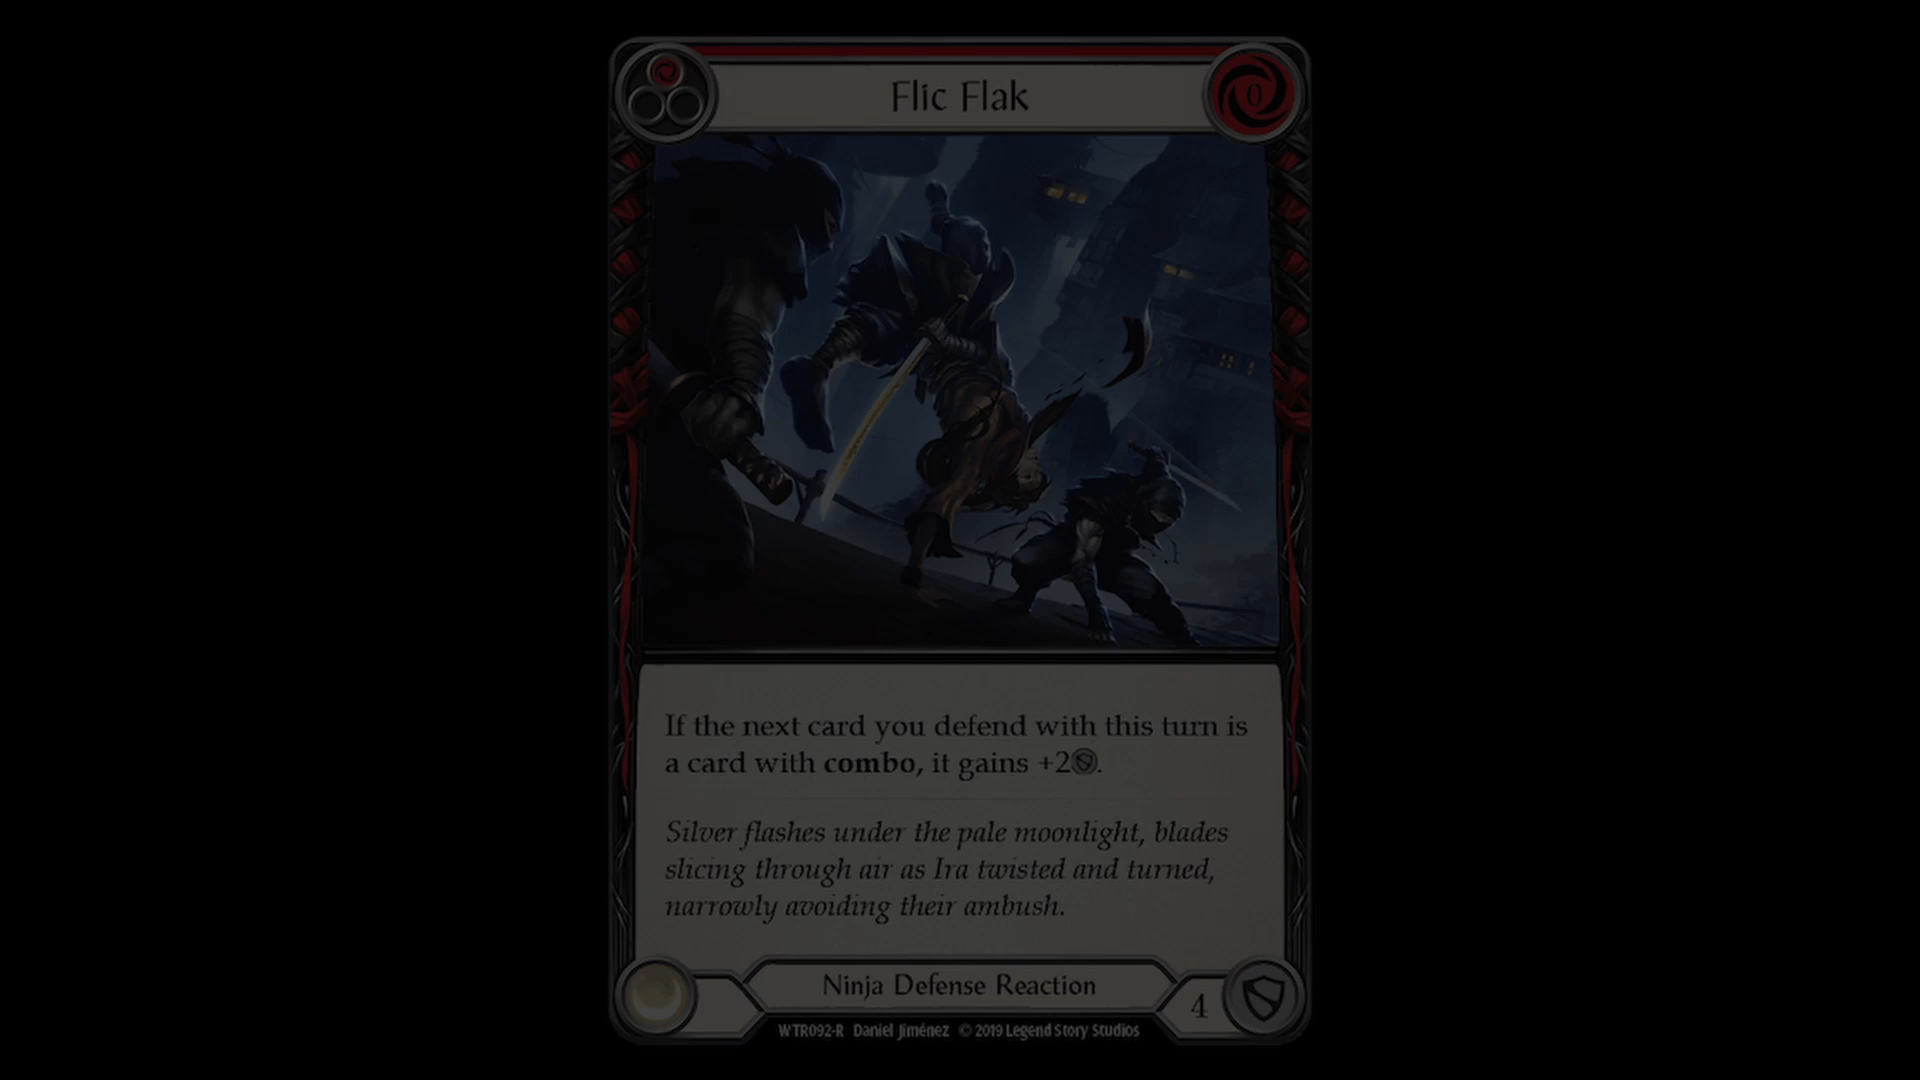 Flic Flak
0
If the next card you defend with this turn is
a card with combo, it gains +2.
Silver flashes under the pale moonlight, blades
slicing through air as Ira twisted and turned,
narrowly avoiding their ambush.
Ninja Defense Reaction
4
WTR092-R Daniel Jiménez © 2019 Legend Story Studios